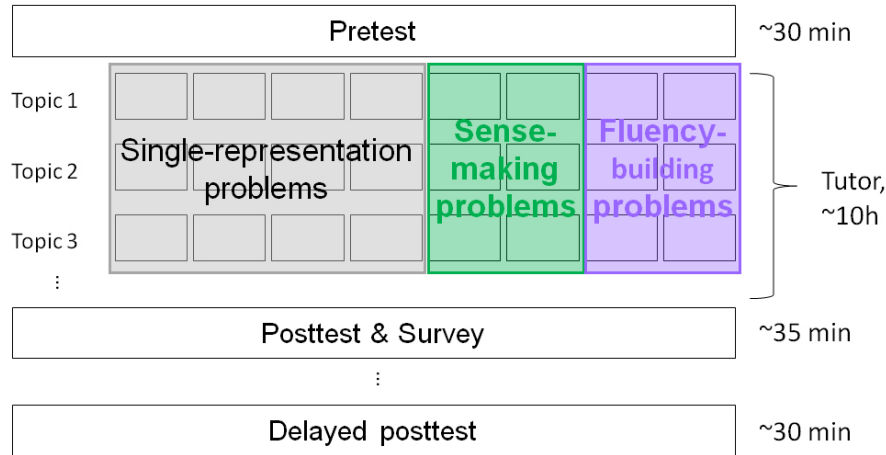 Pretest
~30 min
Topic 1
Topic 2
Topic 3
⋮
Single-representation
problems
Sense-
making
problems
Fluency-
building
problems
Tutor,
~10h
Posttest & Survey
~35 min
⋮
Delayed posttest
~30 min